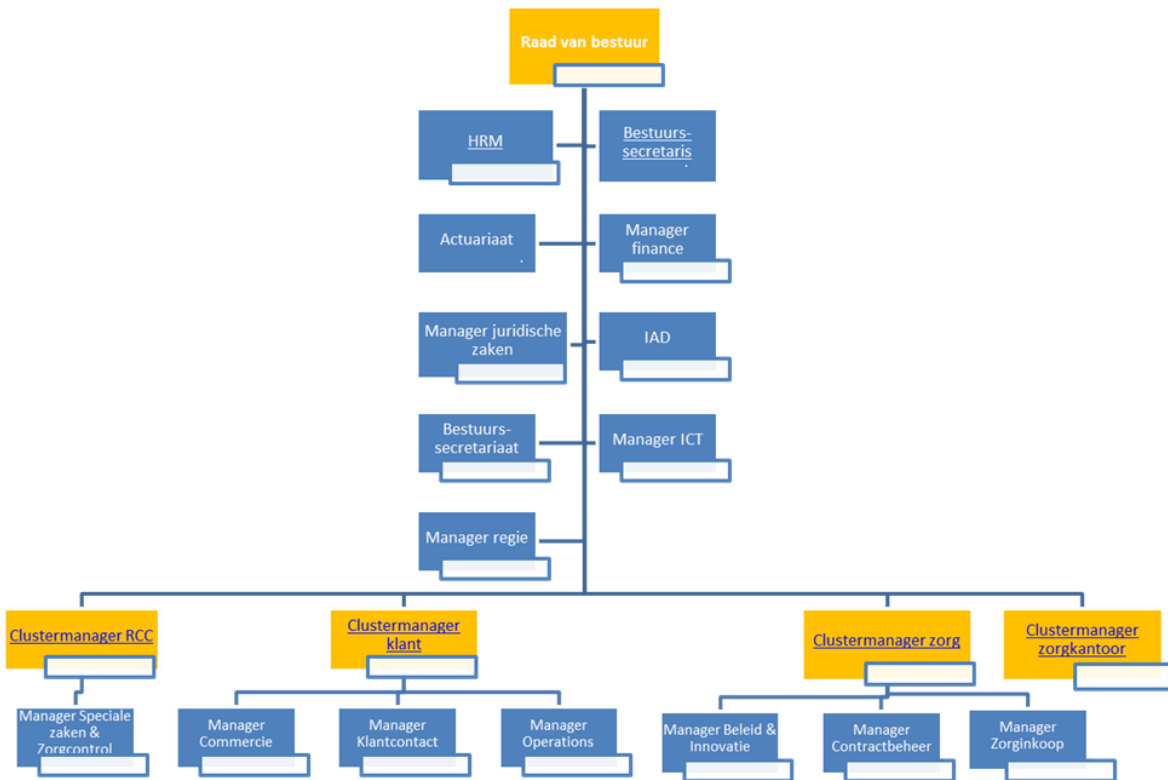 Raad van bestuur
HRM
Bestuurs-
secretaris
.
Actuariaat
.
Manager
finance
Manager juridische
zaken
IAD
Bestuurs-
secretariaat
Manager ICT
Manager regie
Clustermanager RCC
Clustermanager
klant
Clustermanager zorg
Clustermanager
zorgkantoor
Manager Speciale
zaken &
Zorgcontrol
Manager
Commercie
Manager
Klantcontact
Manager
Operations
Manager Beleid &
Innovatie
Manager
Contractbeheer
Manager
Zorginkoop